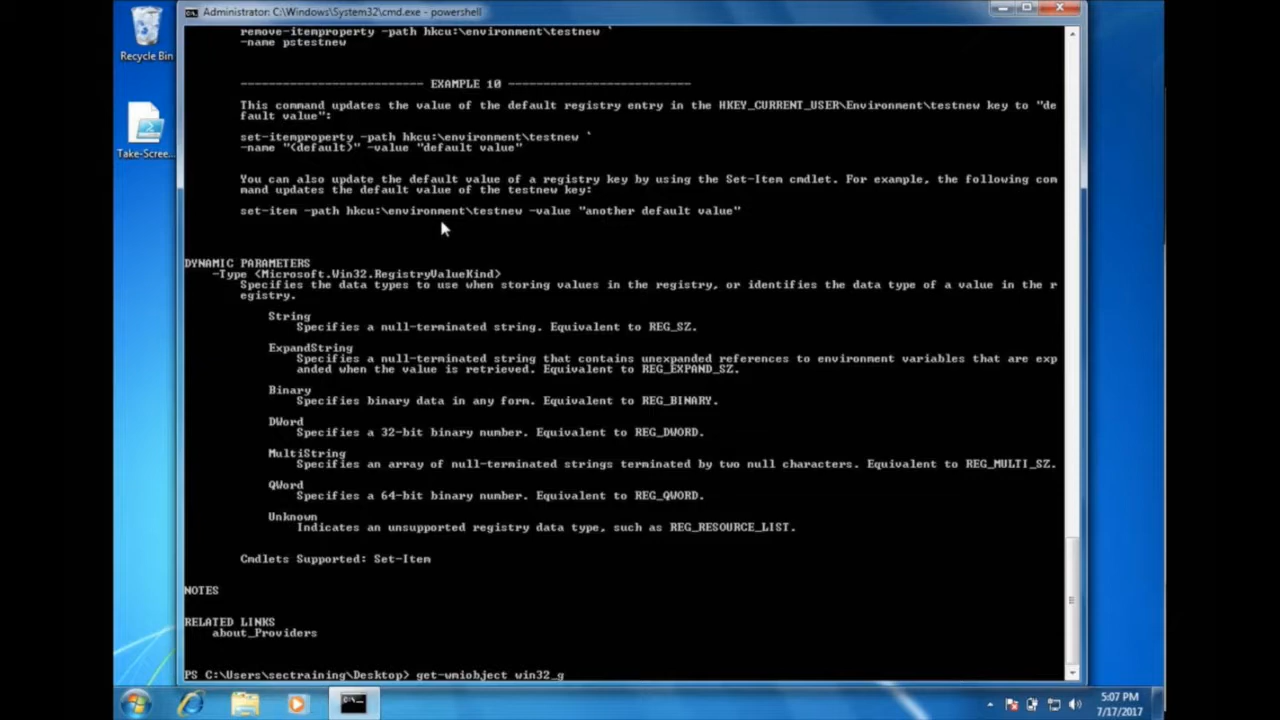 Administrator: C:\Windows\System32\cmd.exe - powershell
Recycle Bin
Take-Scree...
remove-itemproperty -path hkcu:\environment\testnew `
-name pstestnew
-------------------------- EXAMPLE 10 --------------------------
This command updates the value of the default registry entry in the HKEY_CURRENT_USER\Environment\testnew key to "de
fault value":
set-itemproperty -path hkcu:\environment\testnew `
-name "(default)" -value "default value"
You can also update the default value of a registry key by using the Set-Item cmdlet. For example, the following com
mand updates the default value of the testnew key:
set-item -path hkcu:\environment\testnew -value "another default value"
DYNAMIC PARAMETERS
-Type <Microsoft.Win32.RegistryValueKind>
Specifies the data types to use when storing values in the registry, or identifies the data type of a value in the r
egistry.
String
Specifies a null-terminated string. Equivalent to REG_SZ.
ExpandString
Specifies a null-terminated string that contains unexpanded references to environment variables that are exp
anded when the value is retrieved. Equivalent to REG_EXPAND_SZ.
Binary
Specifies binary data in any form. Equivalent to REG_BINARY.
DWord
Specifies a 32-bit binary number. Equivalent to REG_DWORD.
MultiString
Specifies an array of null-terminated strings terminated by two null characters. Equivalent to REG_MULTI_SZ.
QWord
Specifies a 64-bit binary number. Equivalent to REG_QWORD.
Unknown
Indicates an unsupported registry data type, such as REG_RESOURCE_LIST.
Cmdlets Supported: Set-Item
NOTES
RELATED LINKS
about_Providers
PS C:\Users\sectraining\Desktop> get-wmiobject win32_g
5:07 PM
7/17/2017